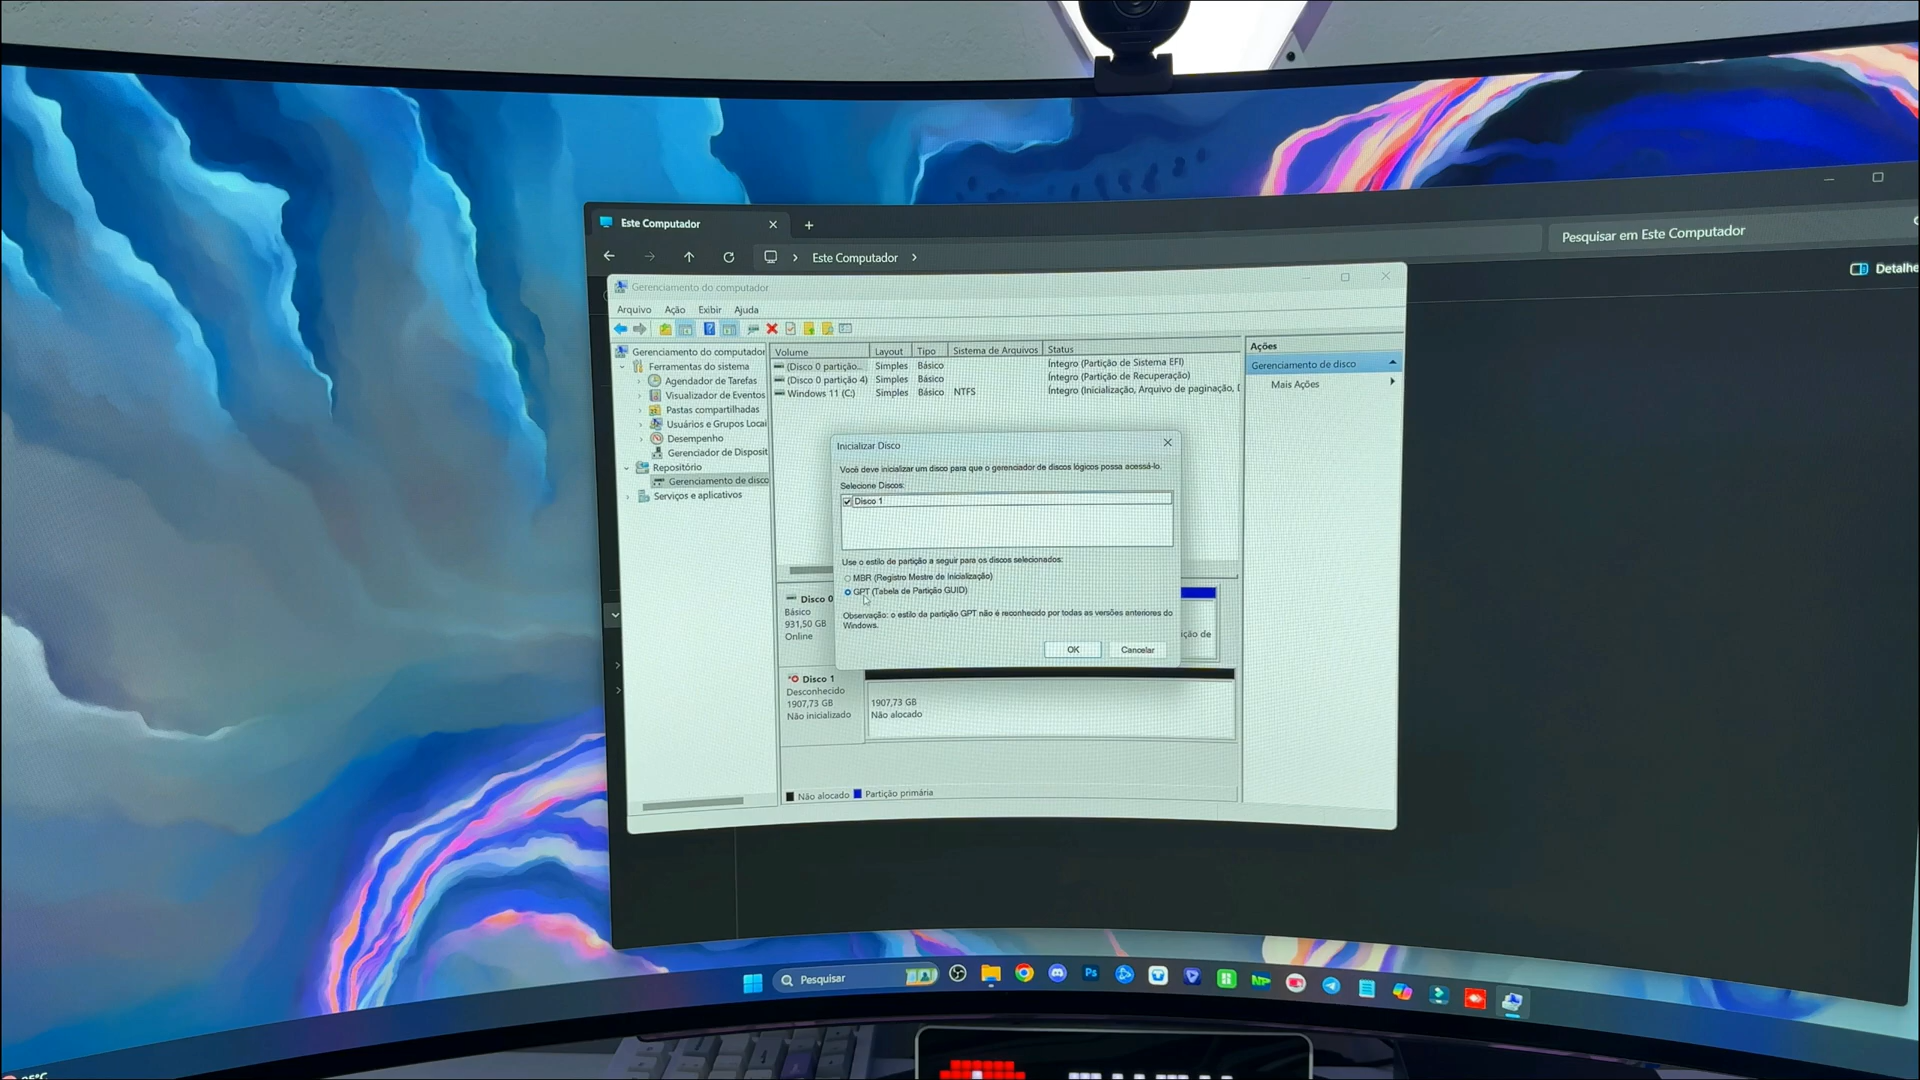 Este Computador
Este Computador
Pesquisar em Este Computador
Gerenciamento do computador
Arquivo Ação Exibir Ajuda
Gerenciamento do computador
Ferramentas do sistema
Agendador de Tarefas
Visualizador de Eventos
Pastas compartilhadas
Usuários e Grupos Locai
Desempenho
Gerenciador de Disposit
Repositório
Gerenciamento de disco
Serviços e aplicativos
Volume Layout Tipo Sistema de Arquivos Status
(Disco 0 partição... Simples Básico Íntegro (Partição de Sistema EFI)
(Disco 0 partição 4) Simples Básico Íntegro (Partição de Recuperação)
Windows 11 (C:) Simples Básico NTFS Íntegro (Inicialização, Arquivo de paginação,
Ações
Gerenciamento de disco
Mais Ações
Detalhe
Inicializar Disco
Você deve inicializar um disco para que o gerenciador de discos lógicos possa acessá-lo.
Selecione Discos:
Disco 1
Use o estilo de partição a seguir para os discos selecionados:
MBR (Registro Mestre de Inicialização)
GPT (Tabela de Partição GUID)
Observação: o estilo da partição GPT não é reconhecido por todas as versões anteriores do
Windows.
OK Cancelar
Disco 0
Básico
931,50 GB
Online
ção de
Disco 1
Desconhecido
1907,73 GB
Não inicializado
1907,73 GB
Não alocado
Não alocado Partição primária
Pesquisar
Ps
NP